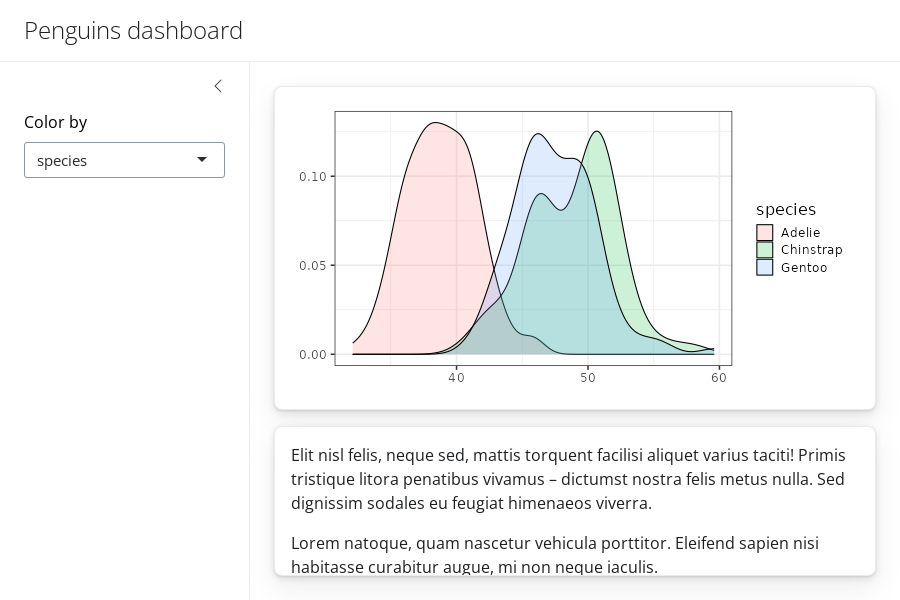 Penguins dashboard
Color by
species
0.10
0.05
0.00
40
50
60
species
Adelie
Chinstrap
Gentoo
Elit nisl felis, neque sed, mattis torquent facilisi aliquet varius taciti! Primis
tristique litora penatibus vivamus – dictumst nostra felis metus nulla. Sed
dignissim sodales eu feugiat himenaeos viverra.
Lorem natoque, quam nascetur vehicula porttitor. Eleifend sapien nisi
habitasse curabitur augue, mi non neque iaculis.